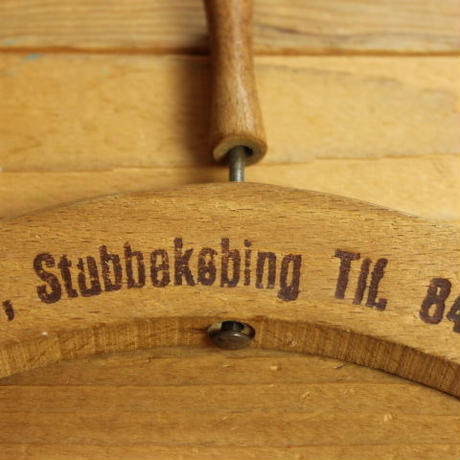 , Stubbekøbing Tlf. 84